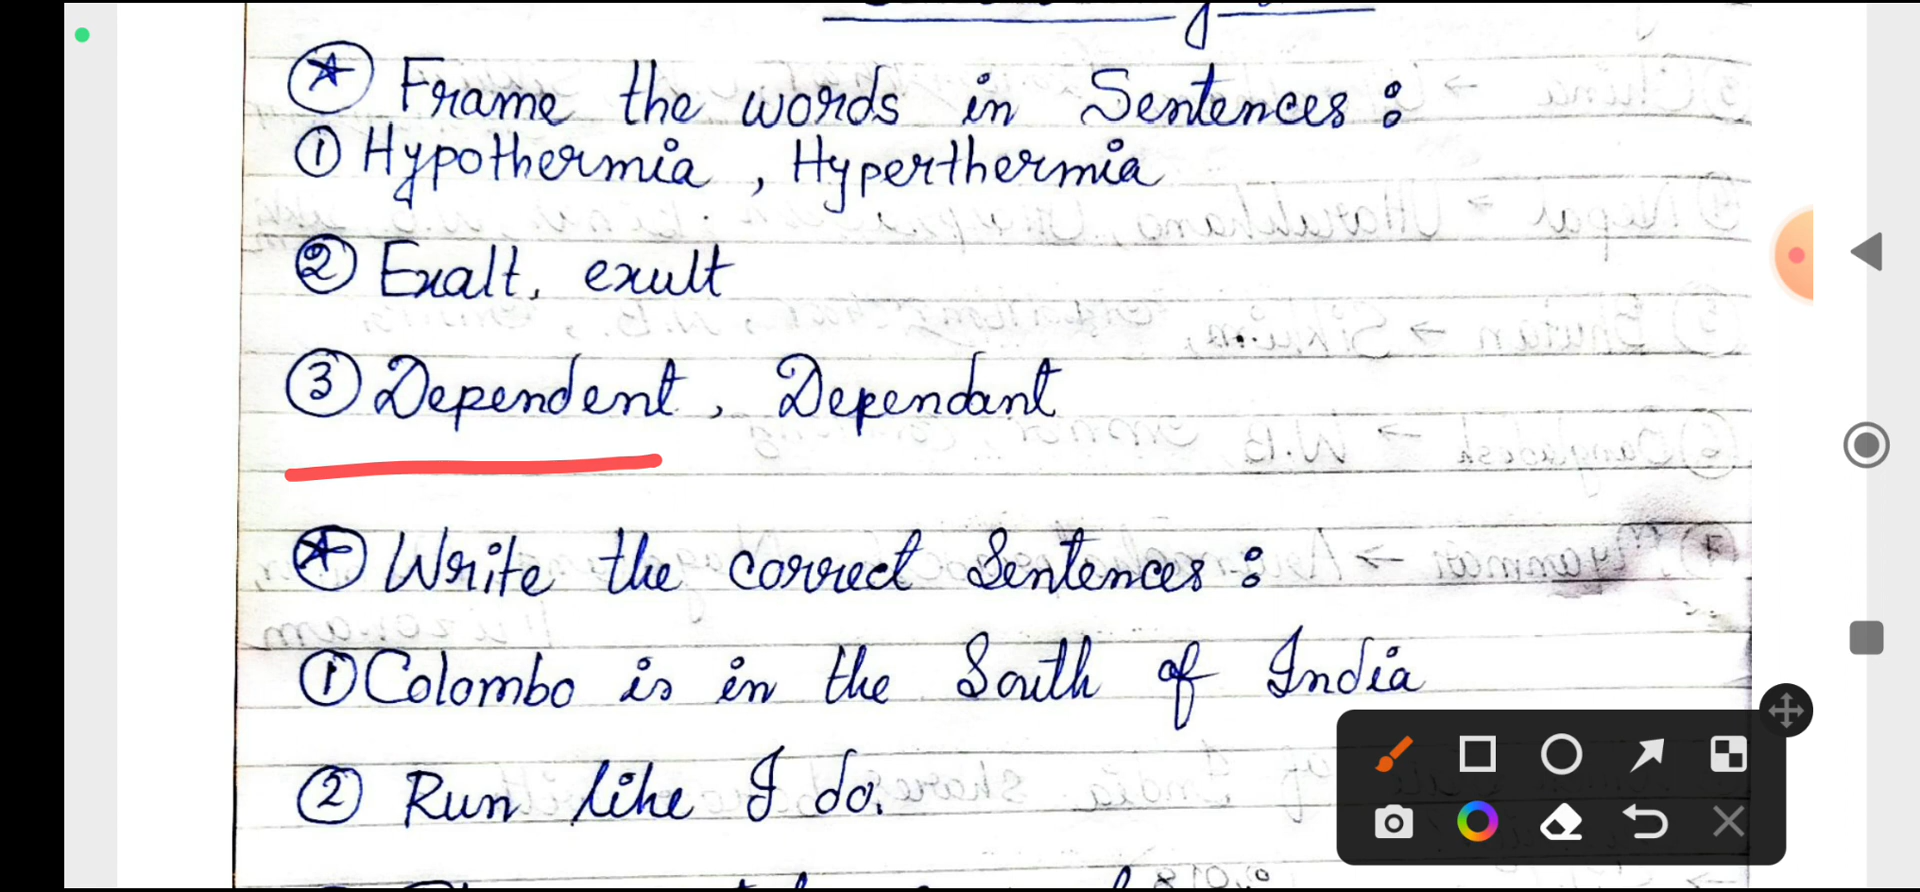 ★ Frame the words in Sentences :
① Hypothermia , Hyperthermia
② Exalt, exult
③ Dependent , Dependant
★ Write the correct Sentences :
① Colombo is in the South of India
② Run like I do.